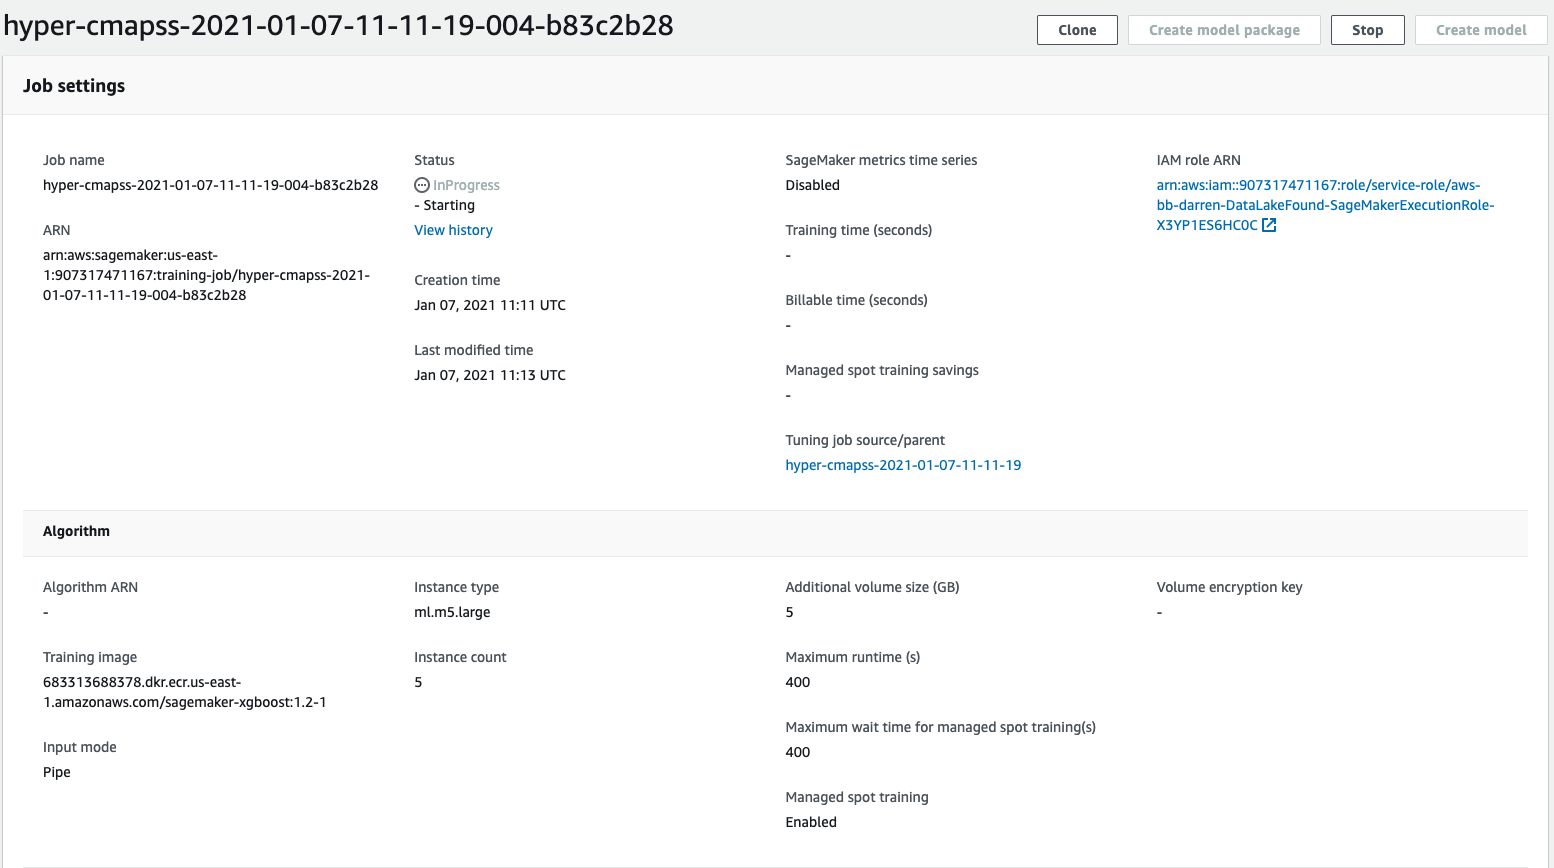 hyper-cmapss-2021-01-07-11-11-19-004-b83c2b28
Clone
Create model package
Stop
Create model
Job settings
Job name
hyper-cmapss-2021-01-07-11-11-19-004-b83c2b28
ARN
arn:aws:sagemaker:us-east-
1:907317471167:training-job/hyper-cmapss-2021-
01-07-11-11-19-004-b83c2b28
Status
InProgress
- Starting
View history
Creation time
Jan 07, 2021 11:11 UTC
Last modified time
Jan 07, 2021 11:13 UTC
SageMaker metrics time series
Disabled
Training time (seconds)
-
Billable time (seconds)
-
Managed spot training savings
-
Tuning job source/parent
hyper-cmapss-2021-01-07-11-11-19
IAM role ARN
arn:aws:iam::907317471167:role/service-role/aws-
bb-darren-DataLakeFound-SageMakerExecutionRole-
X3YP1ES6HC0C
Algorithm
Algorithm ARN
-
Training image
683313688378.dkr.ecr.us-east-
1.amazonaws.com/sagemaker-xgboost:1.2-1
Input mode
Pipe
Instance type
ml.m5.large
Instance count
5
Additional volume size (GB)
5
Maximum runtime (s)
400
Maximum wait time for managed spot training(s)
400
Managed spot training
Enabled
Volume encryption key
-